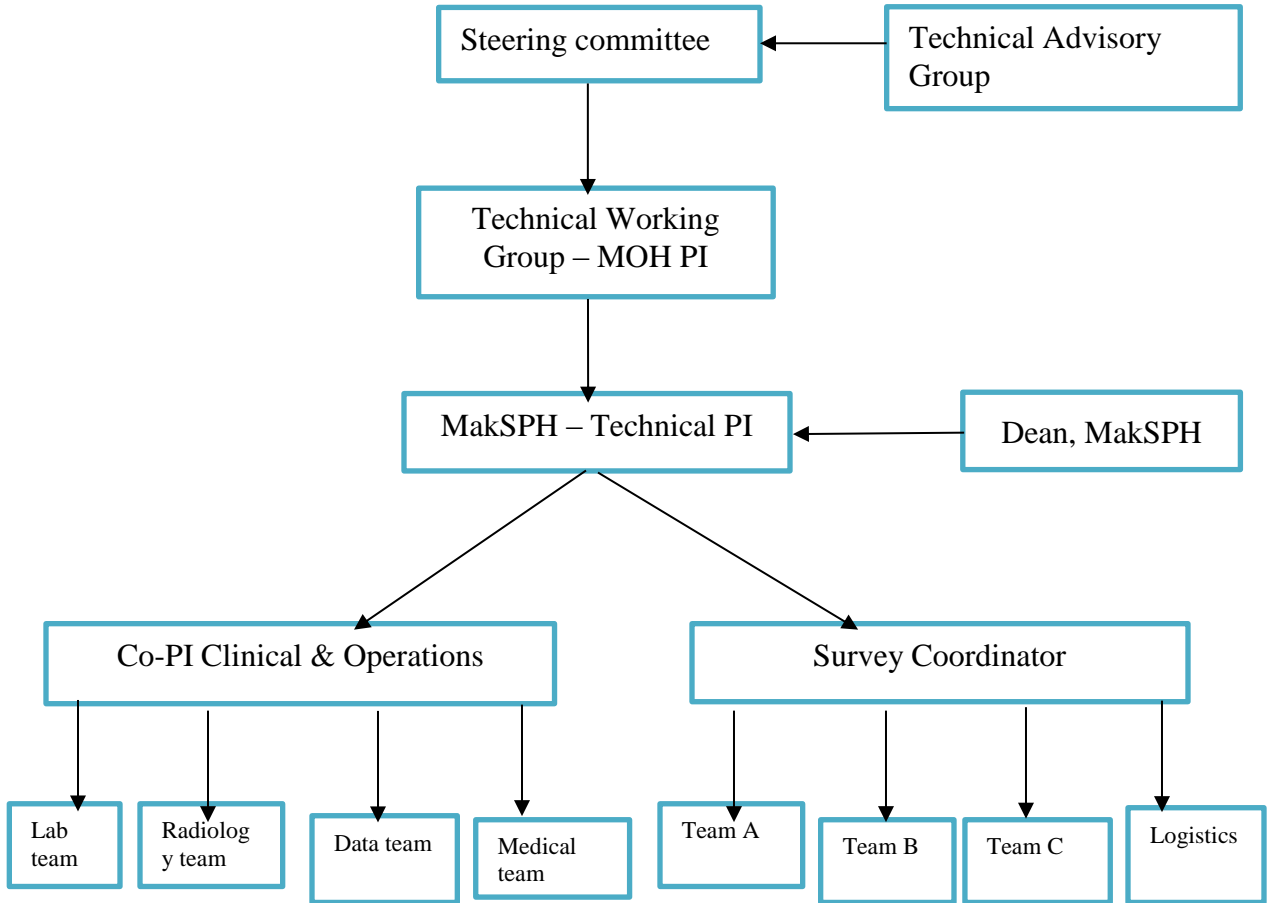 Steering committee
Technical Advisory
Group
Technical Working
Group – MOH PI
MakSPH – Technical PI
Dean, MakSPH
Co-PI Clinical & Operations
Survey Coordinator
Lab
team
Radiolog
y team
Data team
Medical
team
Team A
Team B
Team C
Logistics